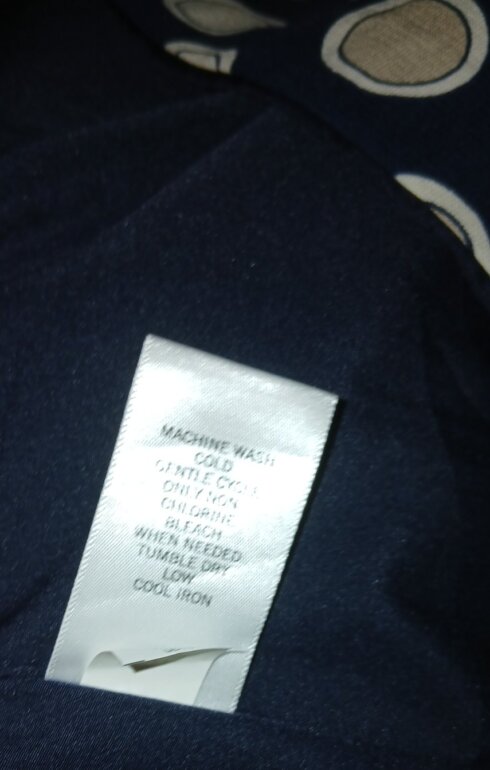 MACHINE WASH
COLD
GENTLE CYCLE
ONLY NON
CHLORINE
BLEACH
WHEN NEEDED
TUMBLE DRY
LOW
COOL IRON